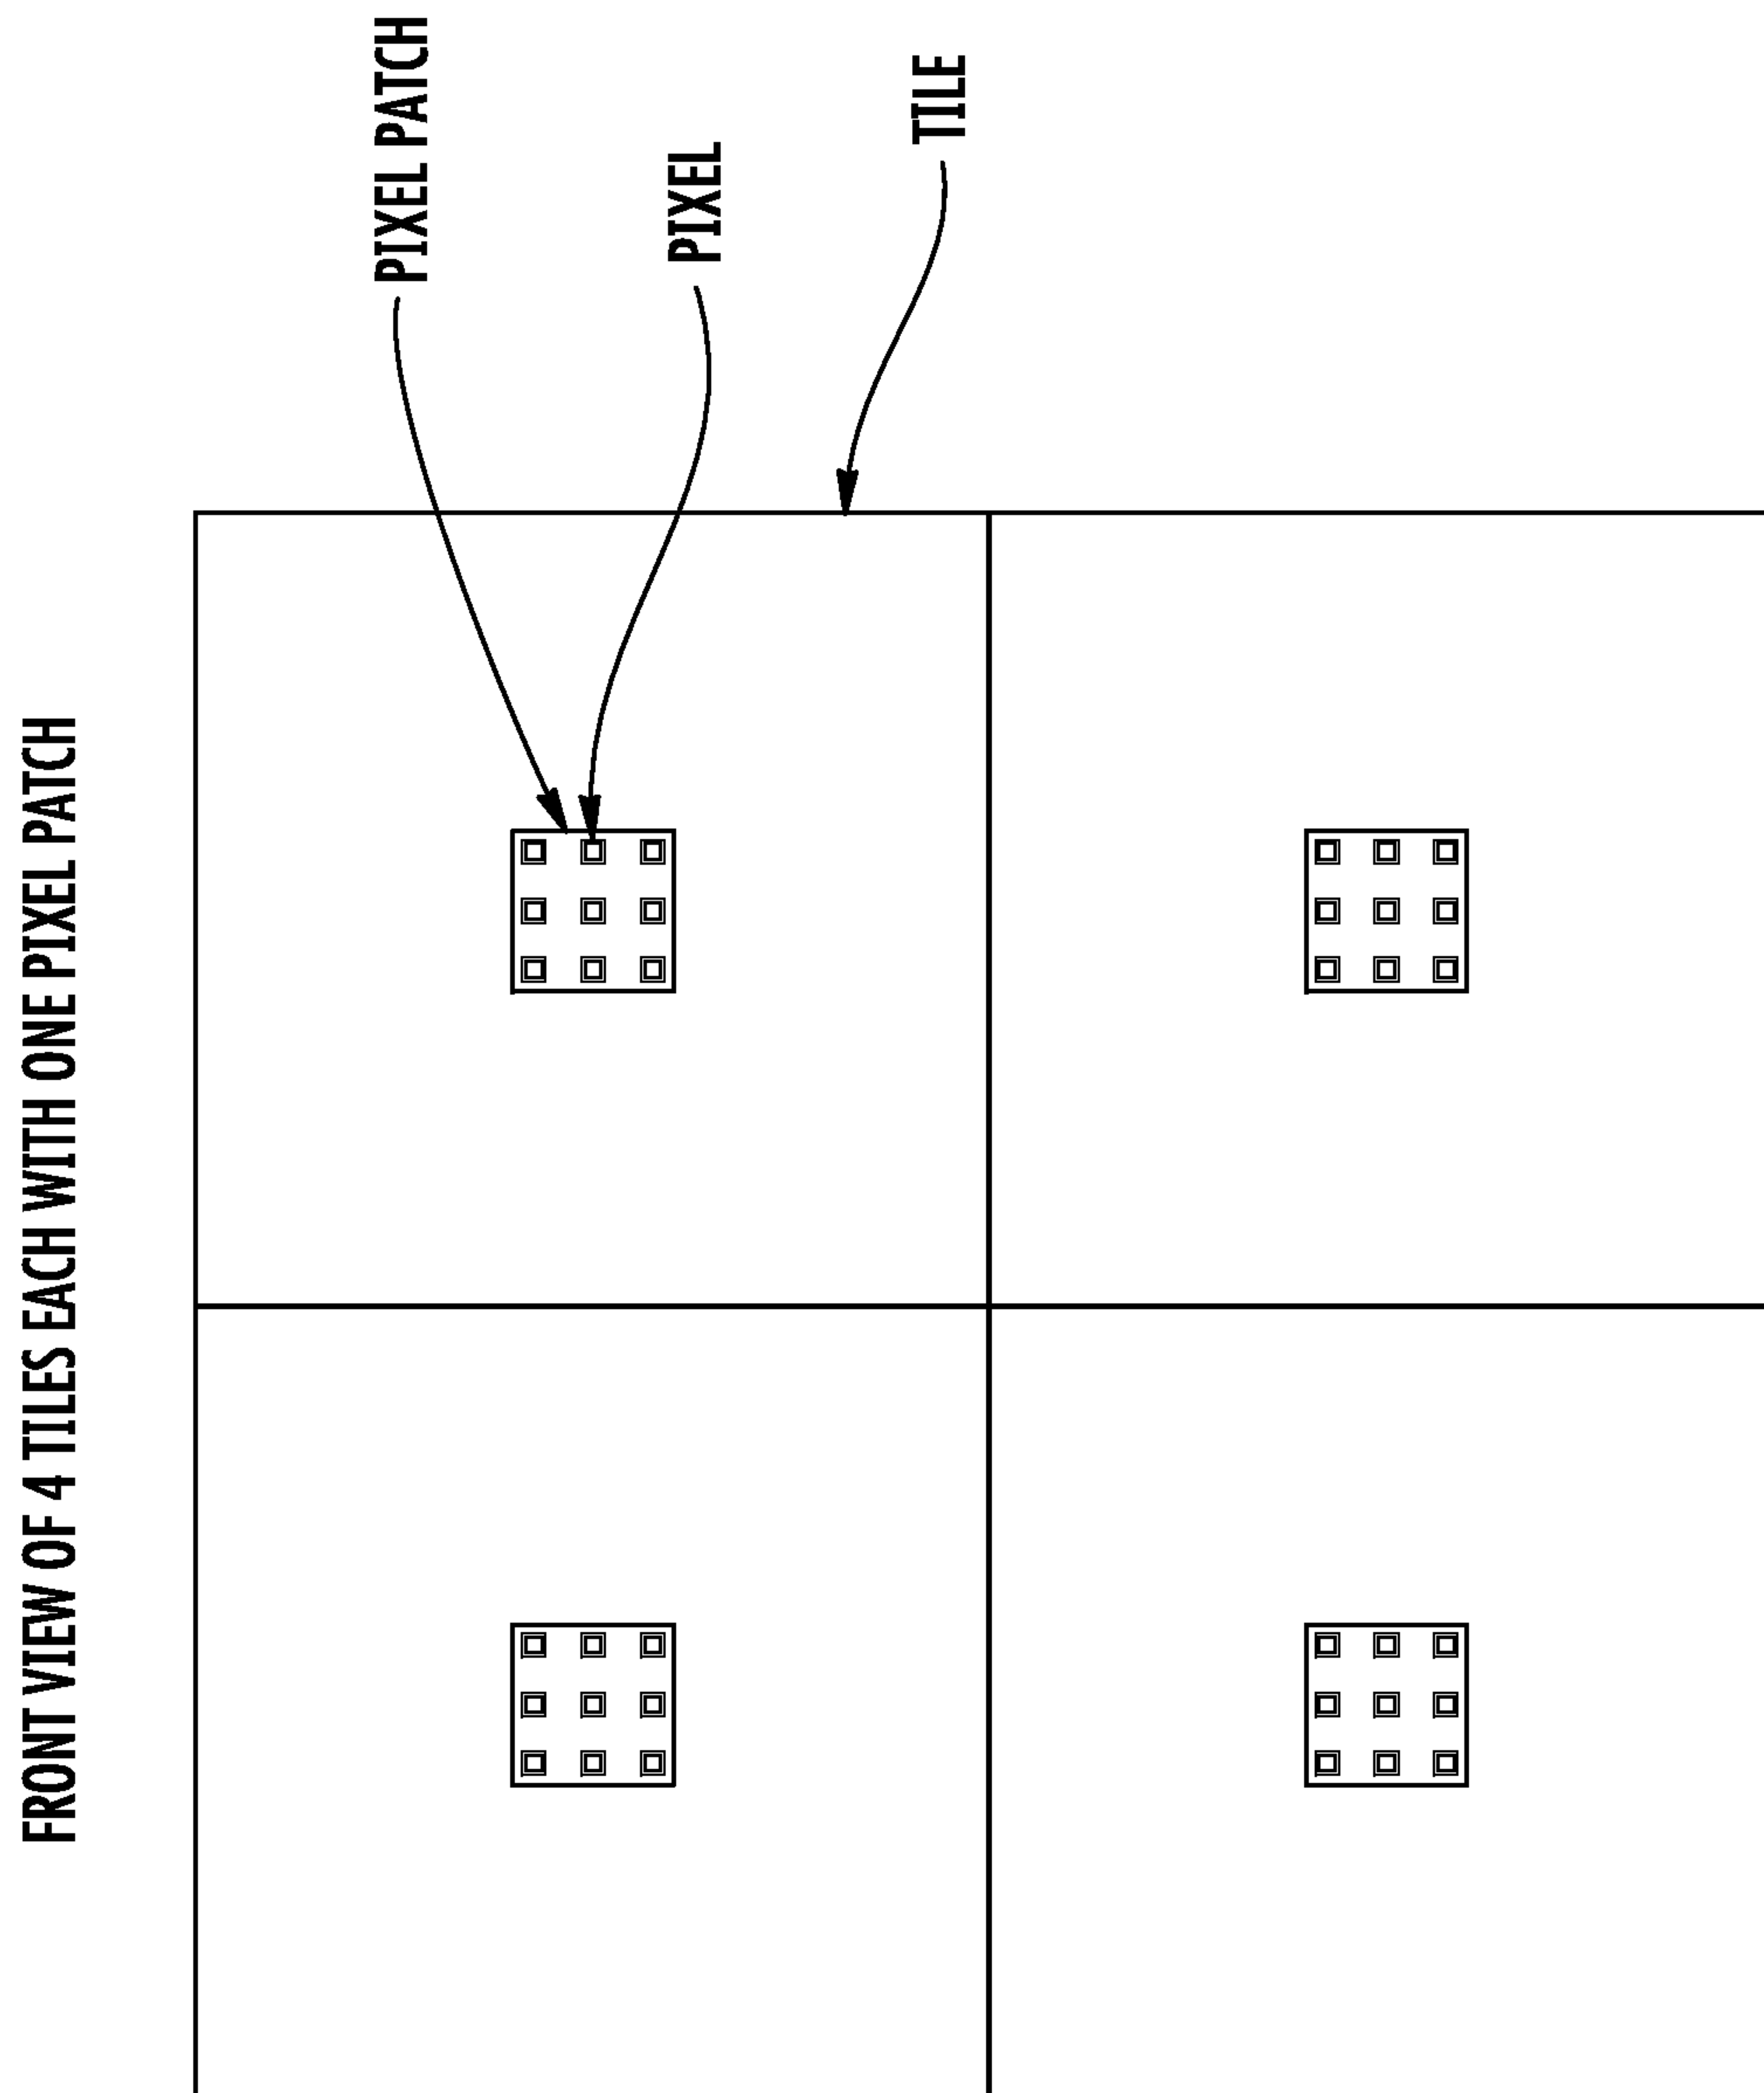 FRONT VIEW OF 4 TILES EACH WITH ONE PIXEL PATCH
PIXEL PATCH
PIXEL
TILE